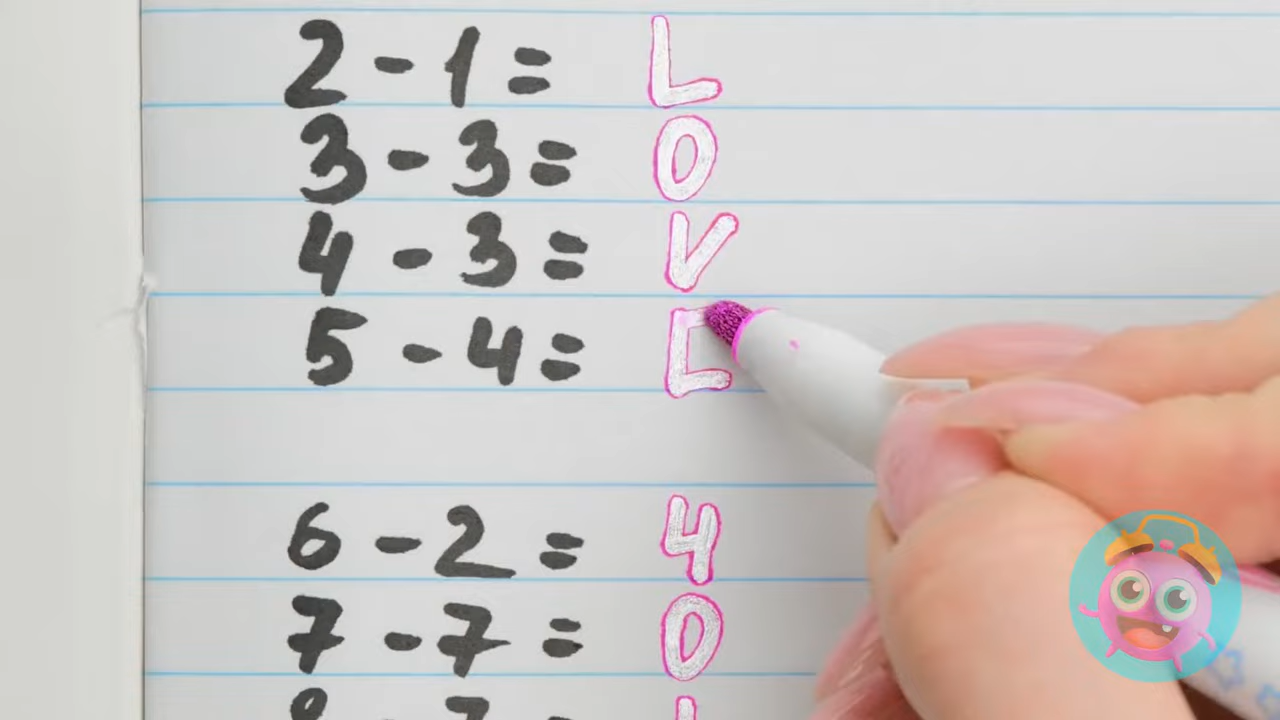 2 - 1 = L
3 - 3 = O
4 - 3 = V
5 - 4 =
6 - 2 = 4
7 - 7 = 0